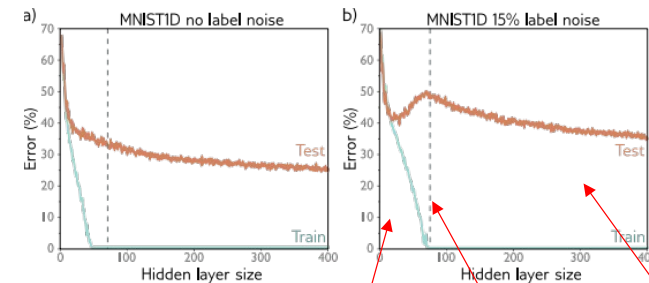 a)
MNIST1D no label noise
70
60
50
40
30
20
10
0
Error (%)
Test
Train
0
100
200
300
400
Hidden layer size
b)
MNIST1D 15% label noise
70
60
50
40
30
20
10
0
Error (%)
Test
Train
0
100
200
300
400
Hidden layer size